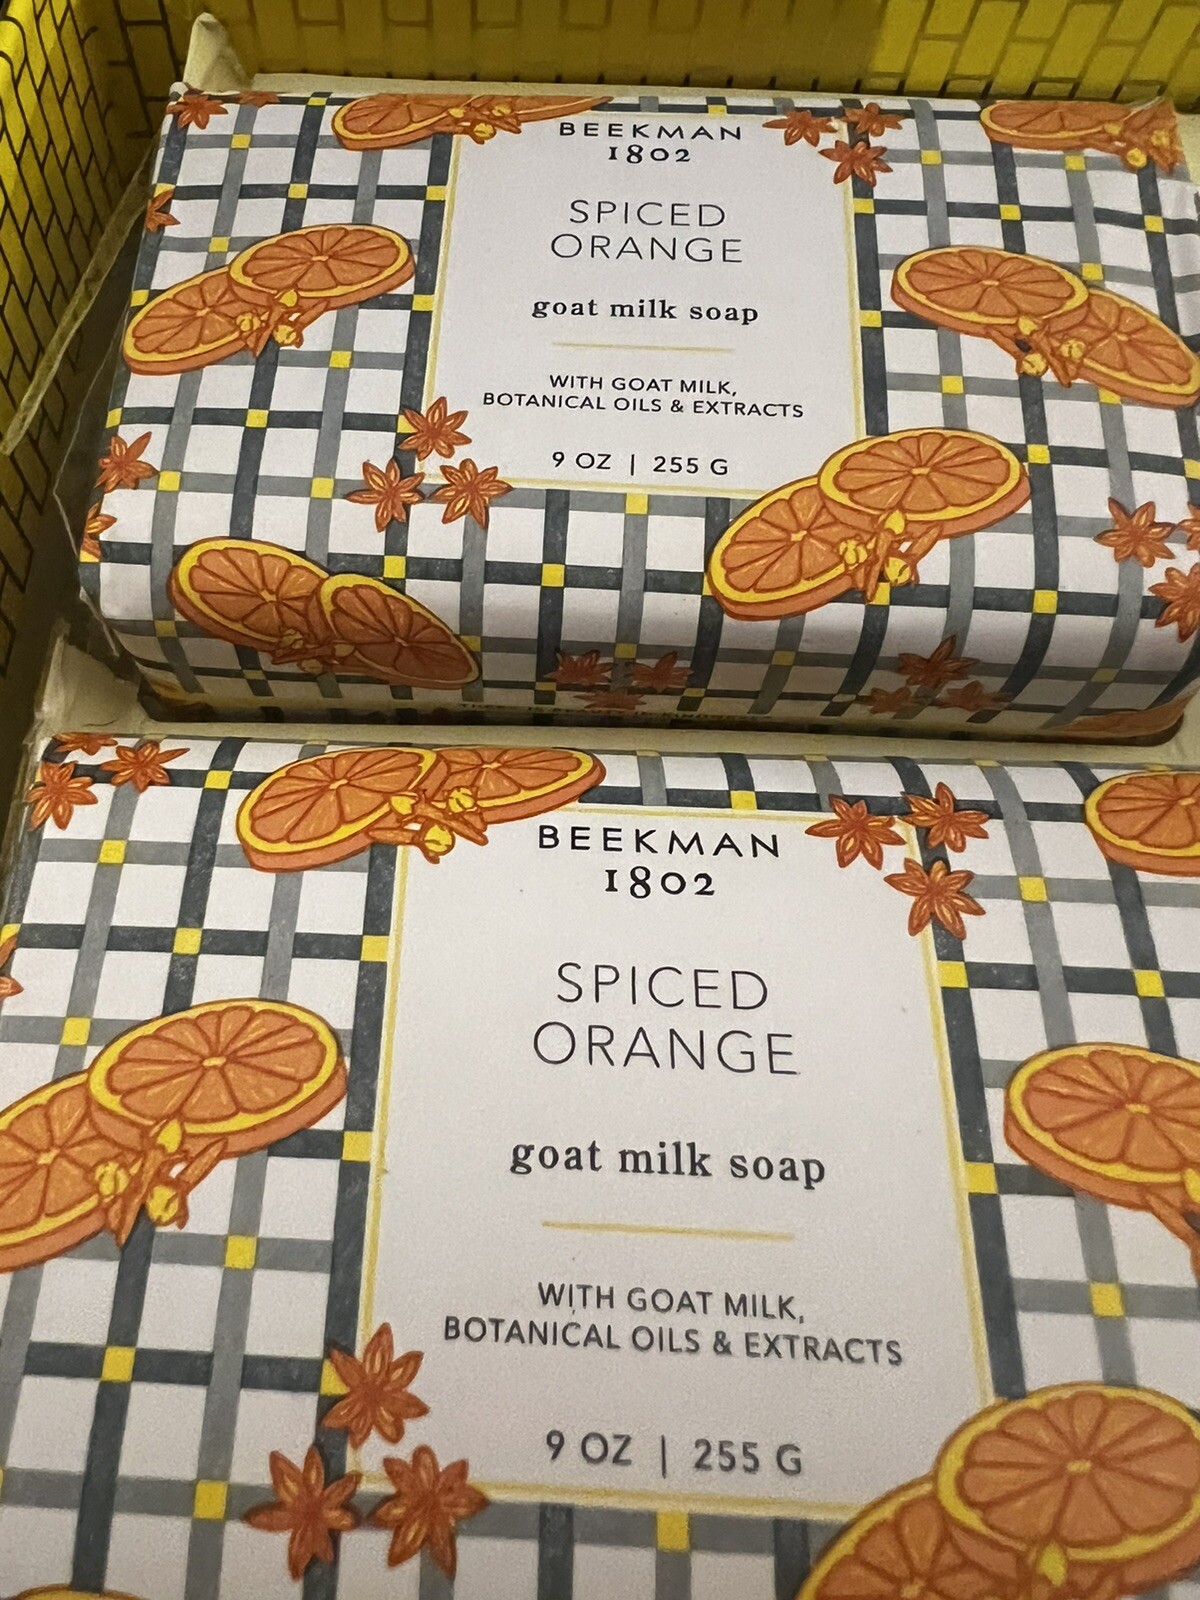 BEEKMAN
1802
SPICED
ORANGE
goat milk soap
WITH GOAT MILK,
BOTANICAL OILS & EXTRACTS
9 OZ | 255 G
BEEKMAN
1802
SPICED
ORANGE
goat milk soap
WITH GOAT MILK,
BOTANICAL OILS & EXTRACTS
9 OZ | 255 G